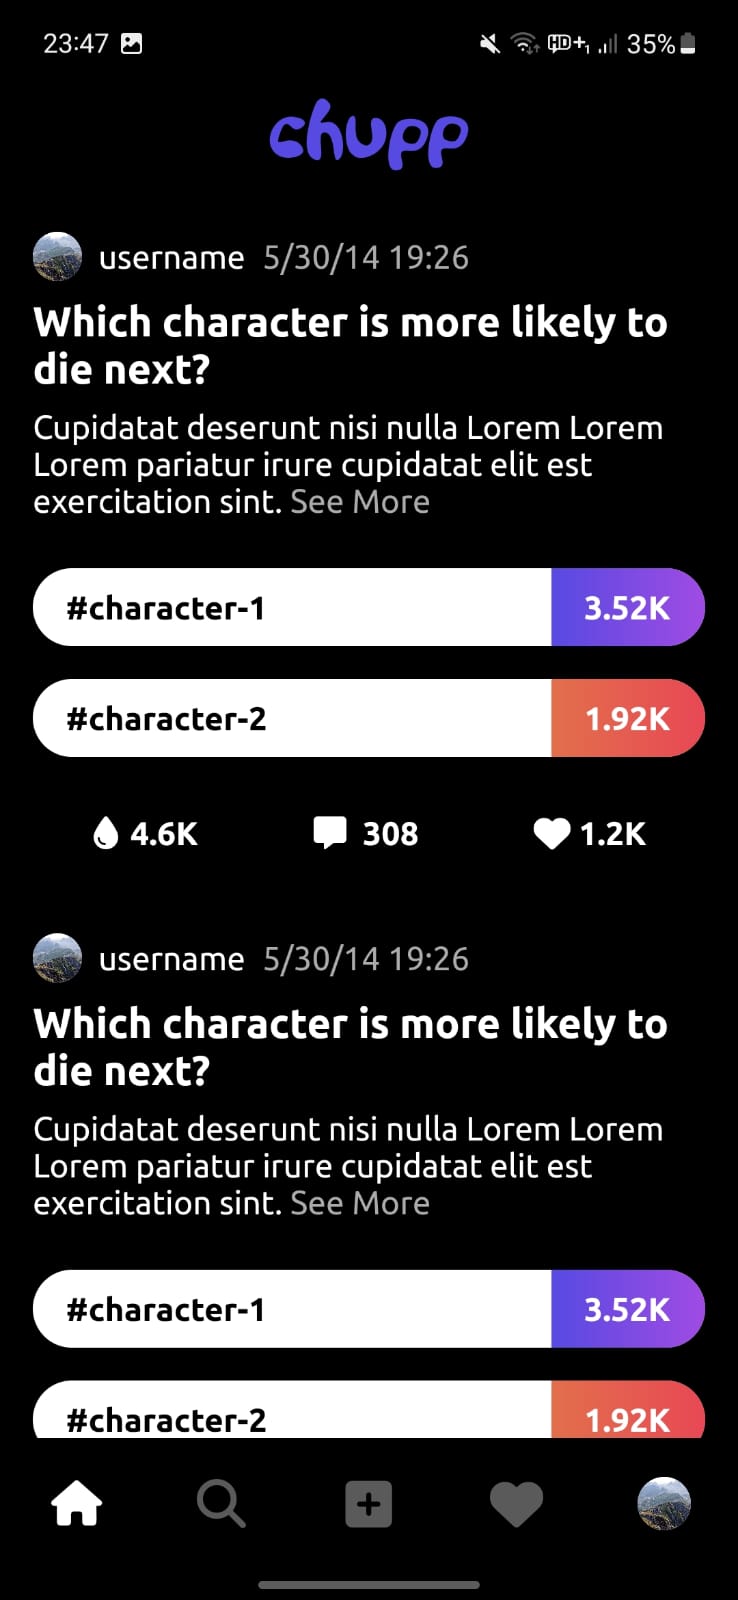 23:47 HD+1 35%
chupp
username 5/30/14 19:26
Which character is more likely to
die next?
Cupidatat deserunt nisi nulla Lorem Lorem
Lorem pariatur irure cupidatat elit est
exercitation sint. See More
#character-1 3.52K
#character-2 1.92K
4.6K 308 1.2K
username 5/30/14 19:26
Which character is more likely to
die next?
Cupidatat deserunt nisi nulla Lorem Lorem
Lorem pariatur irure cupidatat elit est
exercitation sint. See More
#character-1 3.52K
#character-2 1.92K